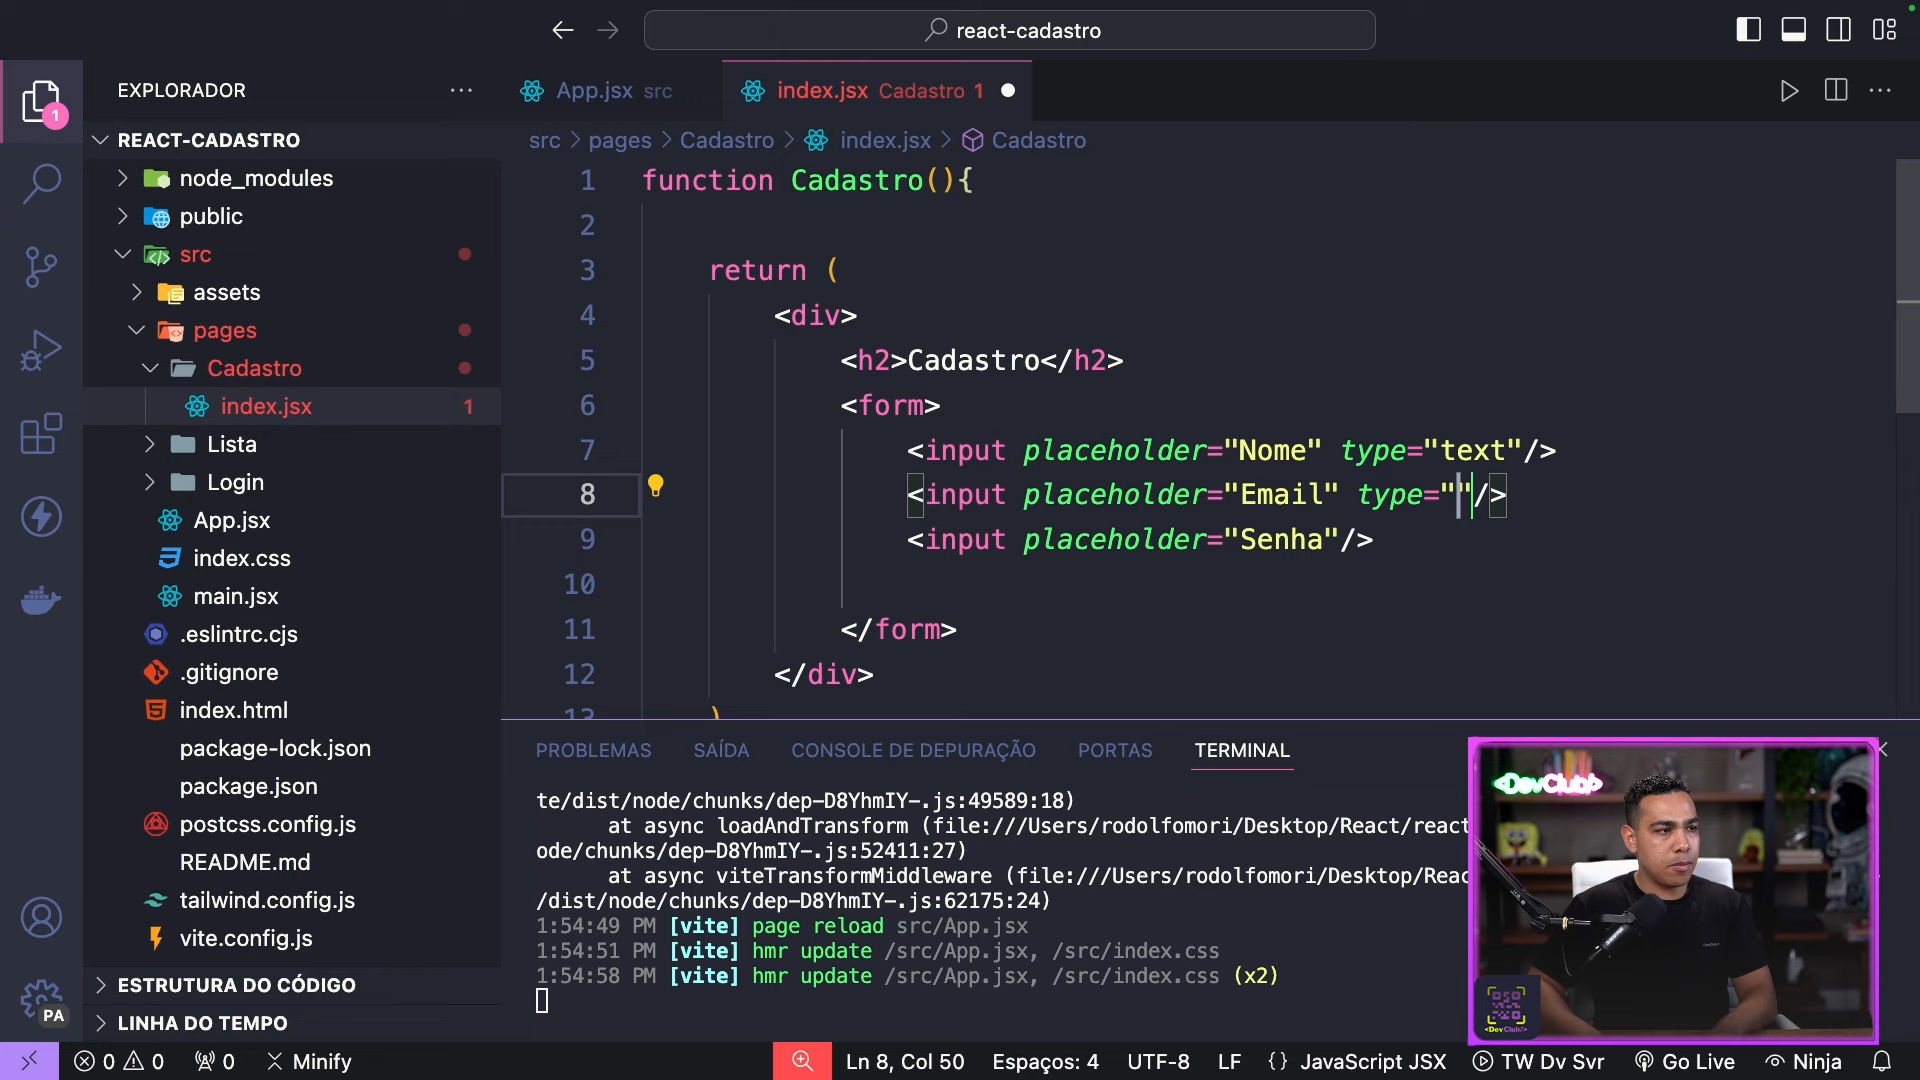 react-cadastro
EXPLORADOR
App.jsx src
index.jsx Cadastro 1
1
REACT-CADASTRO
src > pages > Cadastro > index.jsx > Cadastro
node_modules
public
src
assets
pages
Cadastro
index.jsx 1
Lista
Login
App.jsx
index.css
main.jsx
.eslintrc.cjs
.gitignore
index.html
package-lock.json
package.json
postcss.config.js
README.md
tailwind.config.js
vite.config.js
ESTRUTURA DO CÓDIGO
LINHA DO TEMPO
PA
1 function Cadastro(){
2
3 return (
4 <div>
5 <h2>Cadastro</h2>
6 <form>
7 <input placeholder="Nome" type="text"/>
8 <input placeholder="Email" type=""/>
9 <input placeholder="Senha"/>
10
11 </form>
12 </div>
13 )
PROBLEMAS SAÍDA CONSOLE DE DEPURAÇÃO PORTAS TERMINAL
te/dist/node/chunks/dep-D8YhmIY-.js:49589:18)
at async loadAndTransform (file:///Users/rodolfomori/Desktop/React/react
ode/chunks/dep-D8YhmIY-.js:52411:27)
at async viteTransformMiddleware (file:///Users/rodolfomori/Desktop/Reac
/dist/node/chunks/dep-D8YhmIY-.js:62175:24)
1:54:49 PM [vite] page reload src/App.jsx
1:54:51 PM [vite] hmr update /src/App.jsx, /src/index.css
1:54:58 PM [vite] hmr update /src/App.jsx, /src/index.css (x2)
<DevClub/>
<DevClub/>
0 0 0 Minify
Ln 8, Col 50 Espaços: 4 UTF-8 LF {} JavaScript JSX TW Dv Svr Go Live Ninja